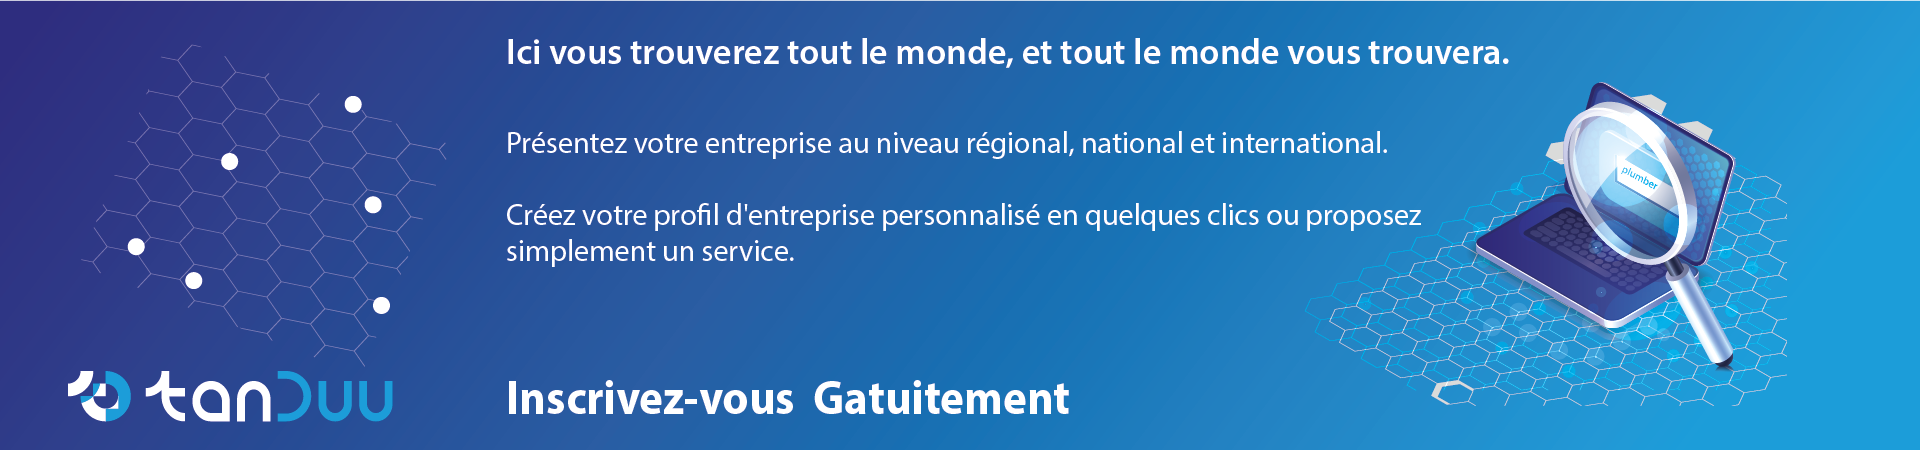 Ici vous trouverez tout le monde, et tout le monde vous trouvera.
Présentez votre entreprise au niveau régional, national et international.
Créez votre profil d'entreprise personnalisé en quelques clics ou proposez
simplement un service.
plumber
tanDUU
Inscrivez-vous Gatuitement